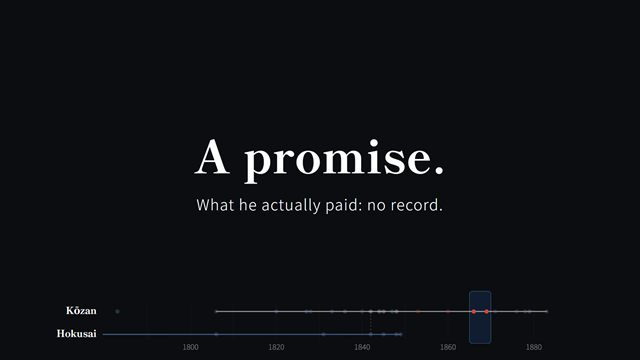 A promise.
What he actually paid: no record.
Kōzan
Hokusai
1800 1820 1840 1860 1880